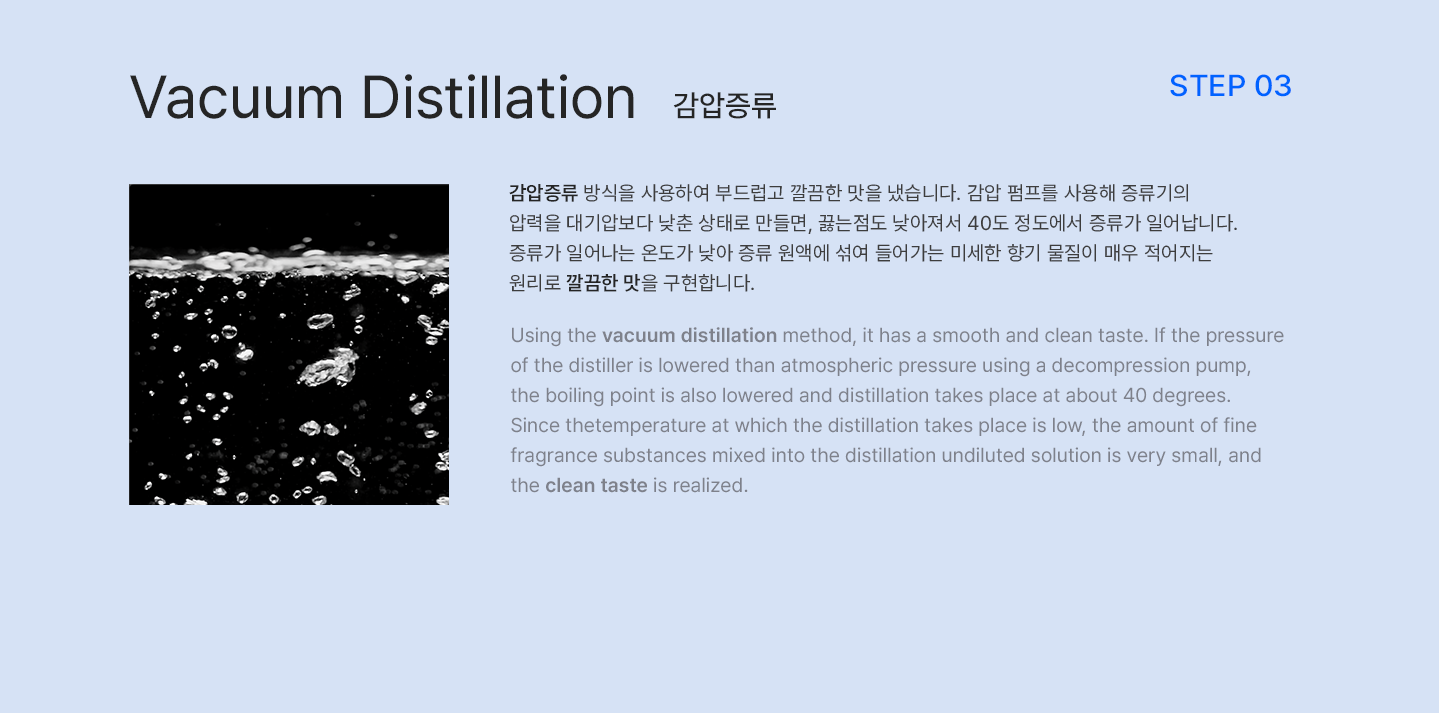 Vacuum Distillation 감압증류
STEP 03
감압증류 방식을 사용하여 부드럽고 깔끔한 맛을 냈습니다. 감압 펌프를 사용해 증류기의
압력을 대기압보다 낮춘 상태로 만들면, 끓는점도 낮아져서 40도 정도에서 증류가 일어납니다.
증류가 일어나는 온도가 낮아 증류 원액에 섞여 들어가는 미세한 향기 물질이 매우 적어지는
원리로 깔끔한 맛을 구현합니다.
Using the vacuum distillation method, it has a smooth and clean taste. If the pressure
of the distiller is lowered than atmospheric pressure using a decompression pump,
the boiling point is also lowered and distillation takes place at about 40 degrees.
Since thetemperature at which the distillation takes place is low, the amount of fine
fragrance substances mixed into the distillation undiluted solution is very small, and
the clean taste is realized.